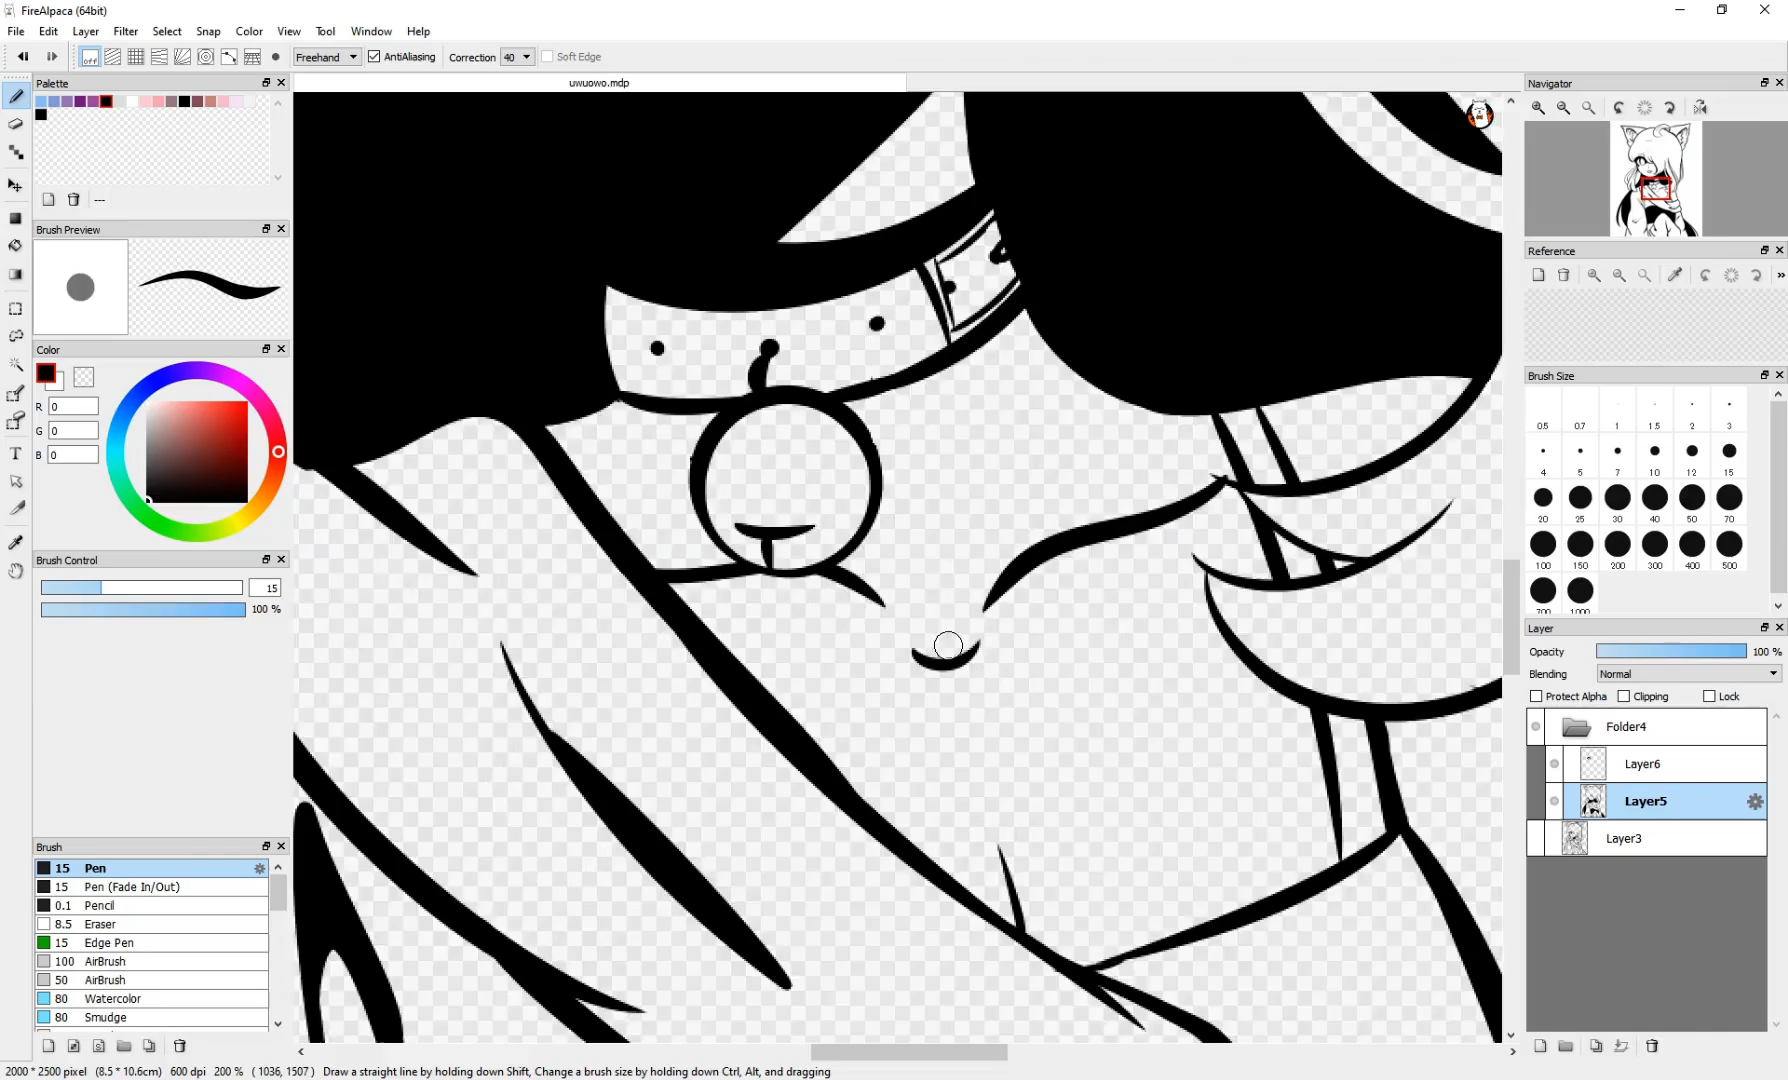 FireAlpaca (64bit)
File Edit Layer Filter Select Snap Color View Tool Window Help
off Freehand AntiAliasing Correction 40 Soft Edge
Palette
uwuowo.mdp
Navigator
---
Brush Preview
Reference
Color
R 0
G 0
B 0
Brush Size
0.5 0.7 1 1.5 2 3
4 5 7 10 12 15
20 25 30 40 50 70
100 150 200 300 400 500
700 1000
Brush Control
15
100 %
Layer
Opacity 100 %
Blending Normal
Protect Alpha Clipping Lock
Folder4
Layer6
Layer5
Layer3
Brush
15 Pen
15 Pen (Fade In/Out)
0.1 Pencil
8.5 Eraser
15 Edge Pen
100 AirBrush
50 AirBrush
80 Watercolor
80 Smudge
T
2000 * 2500 pixel (8.5 * 10.6cm) 600 dpi 200 % ( 1036, 1507 ) Draw a straight line by holding down Shift, Change a brush size by holding down Ctrl, Alt, and dragging